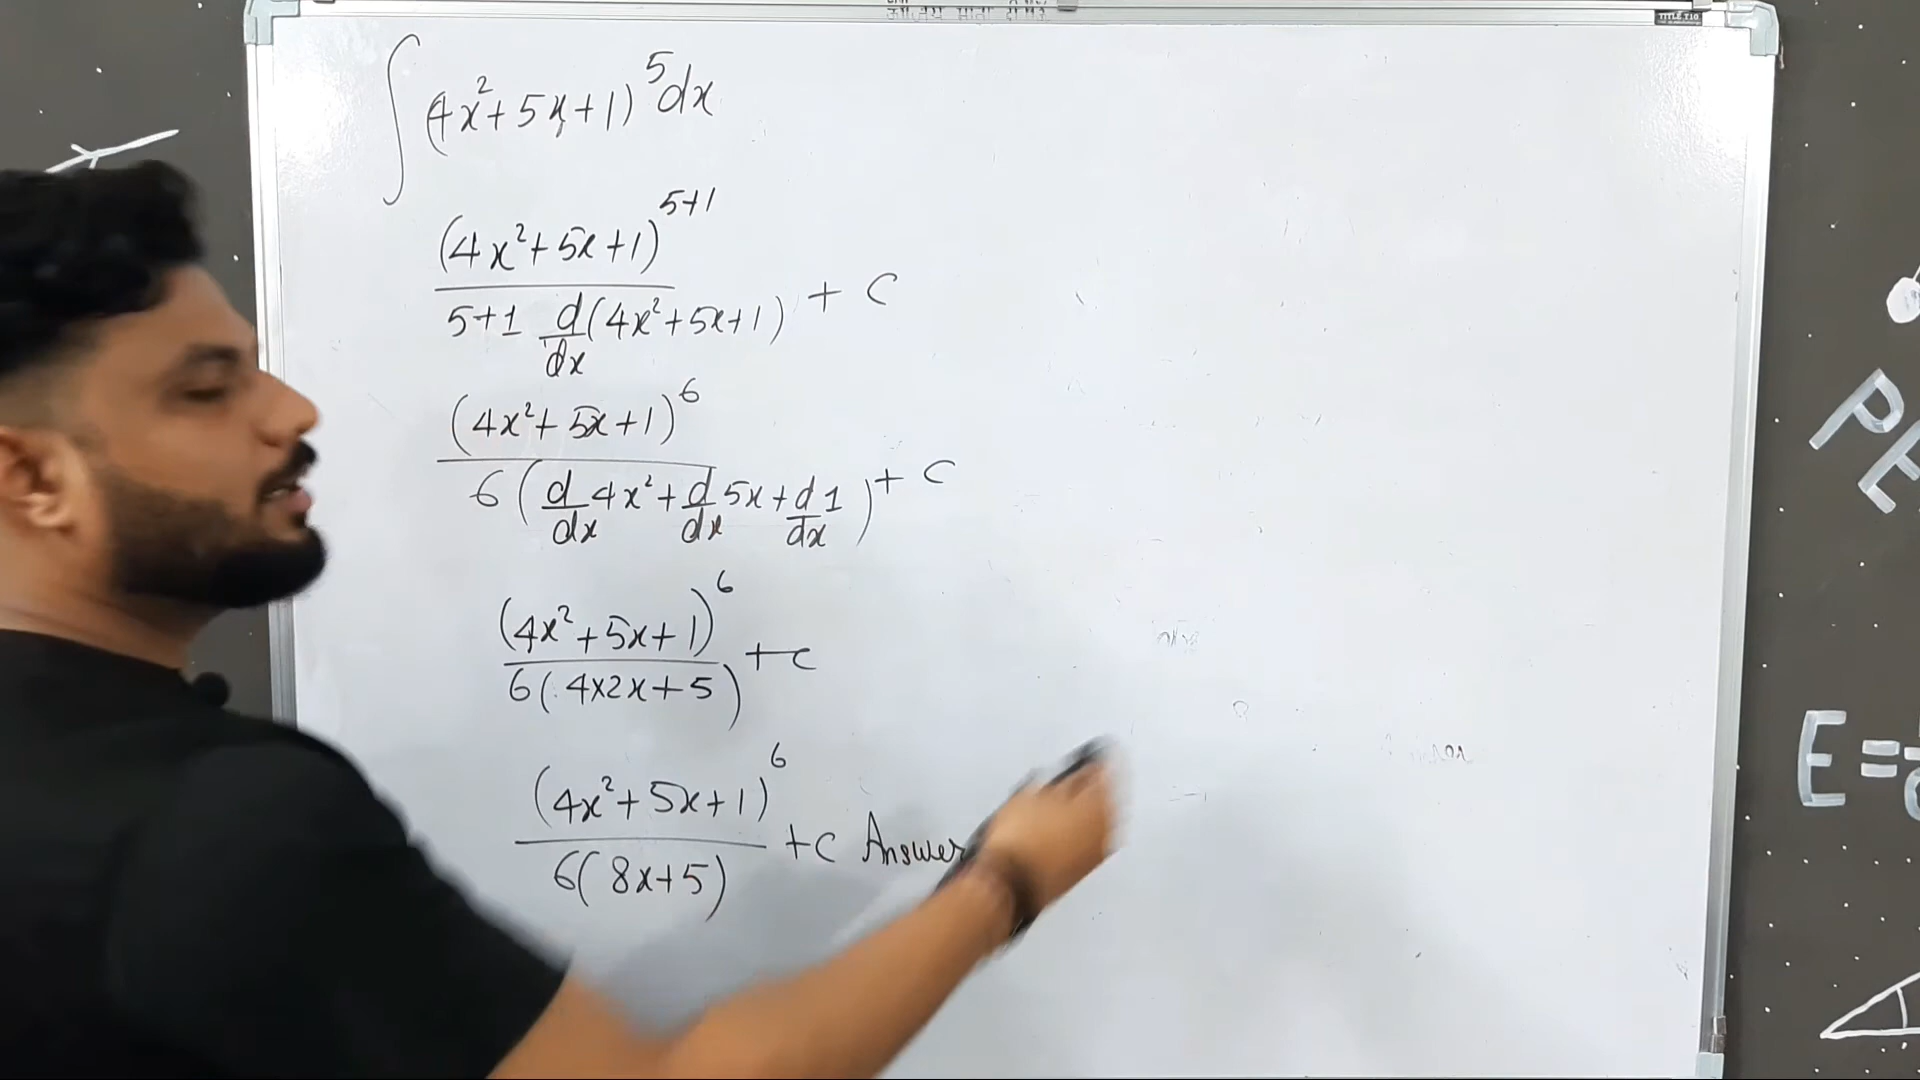 ∫(4x²+5x+1)⁵dx
(4x²+5x+1)⁵⁺¹
5+1 d/dx(4x²+5x+1) + C
(4x²+5x+1)⁶
6(d/dx 4x²+d/dx 5x+d/dx 1) + C
(4x²+5x+1)⁶
6(4×2x+5) +c
(4x²+5x+1)⁶
6(8x+5) +c Answer
PE
E=